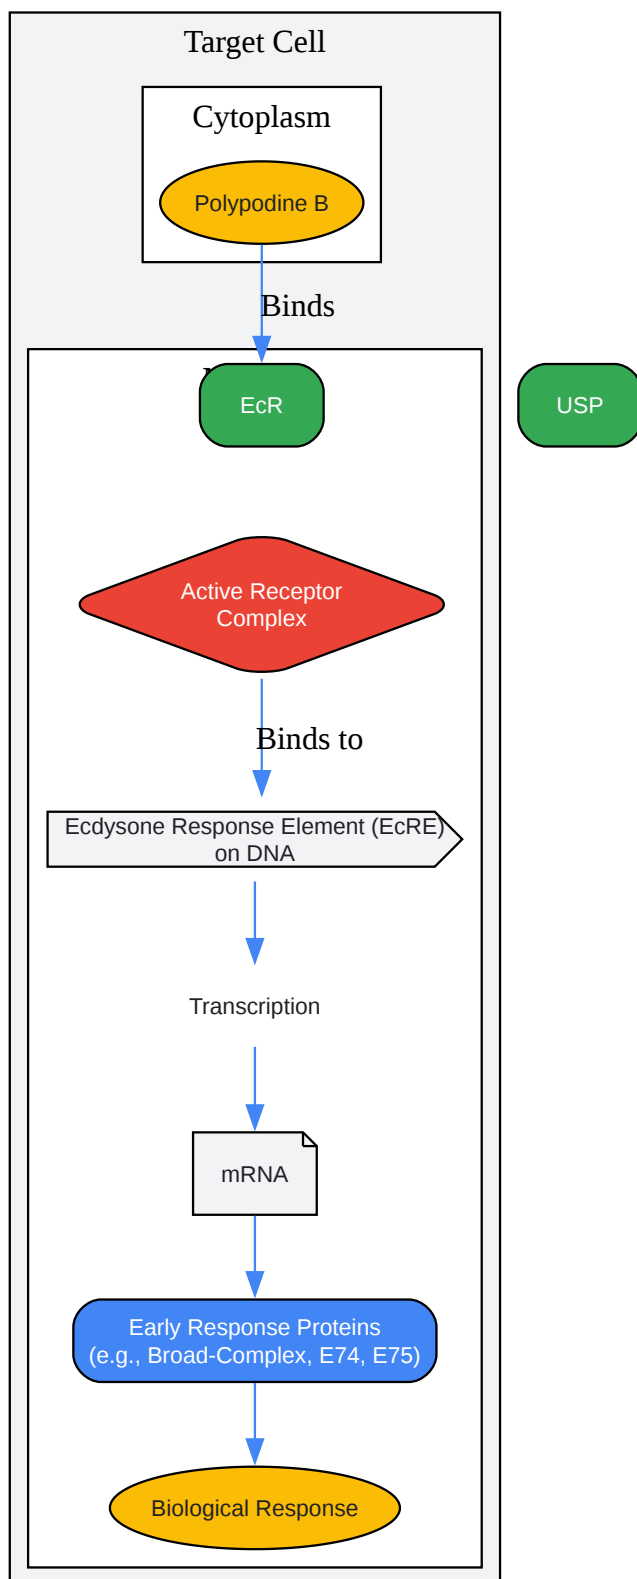 Target Cell
Cytoplasm
Polypodine B
Binds
EcR
USP
Active Receptor
Complex
Binds to
Ecdysone Response Element (EcRE)
on DNA
Transcription
mRNA
Early Response Proteins
(e.g., Broad-Complex, E74, E75)
Biological Response